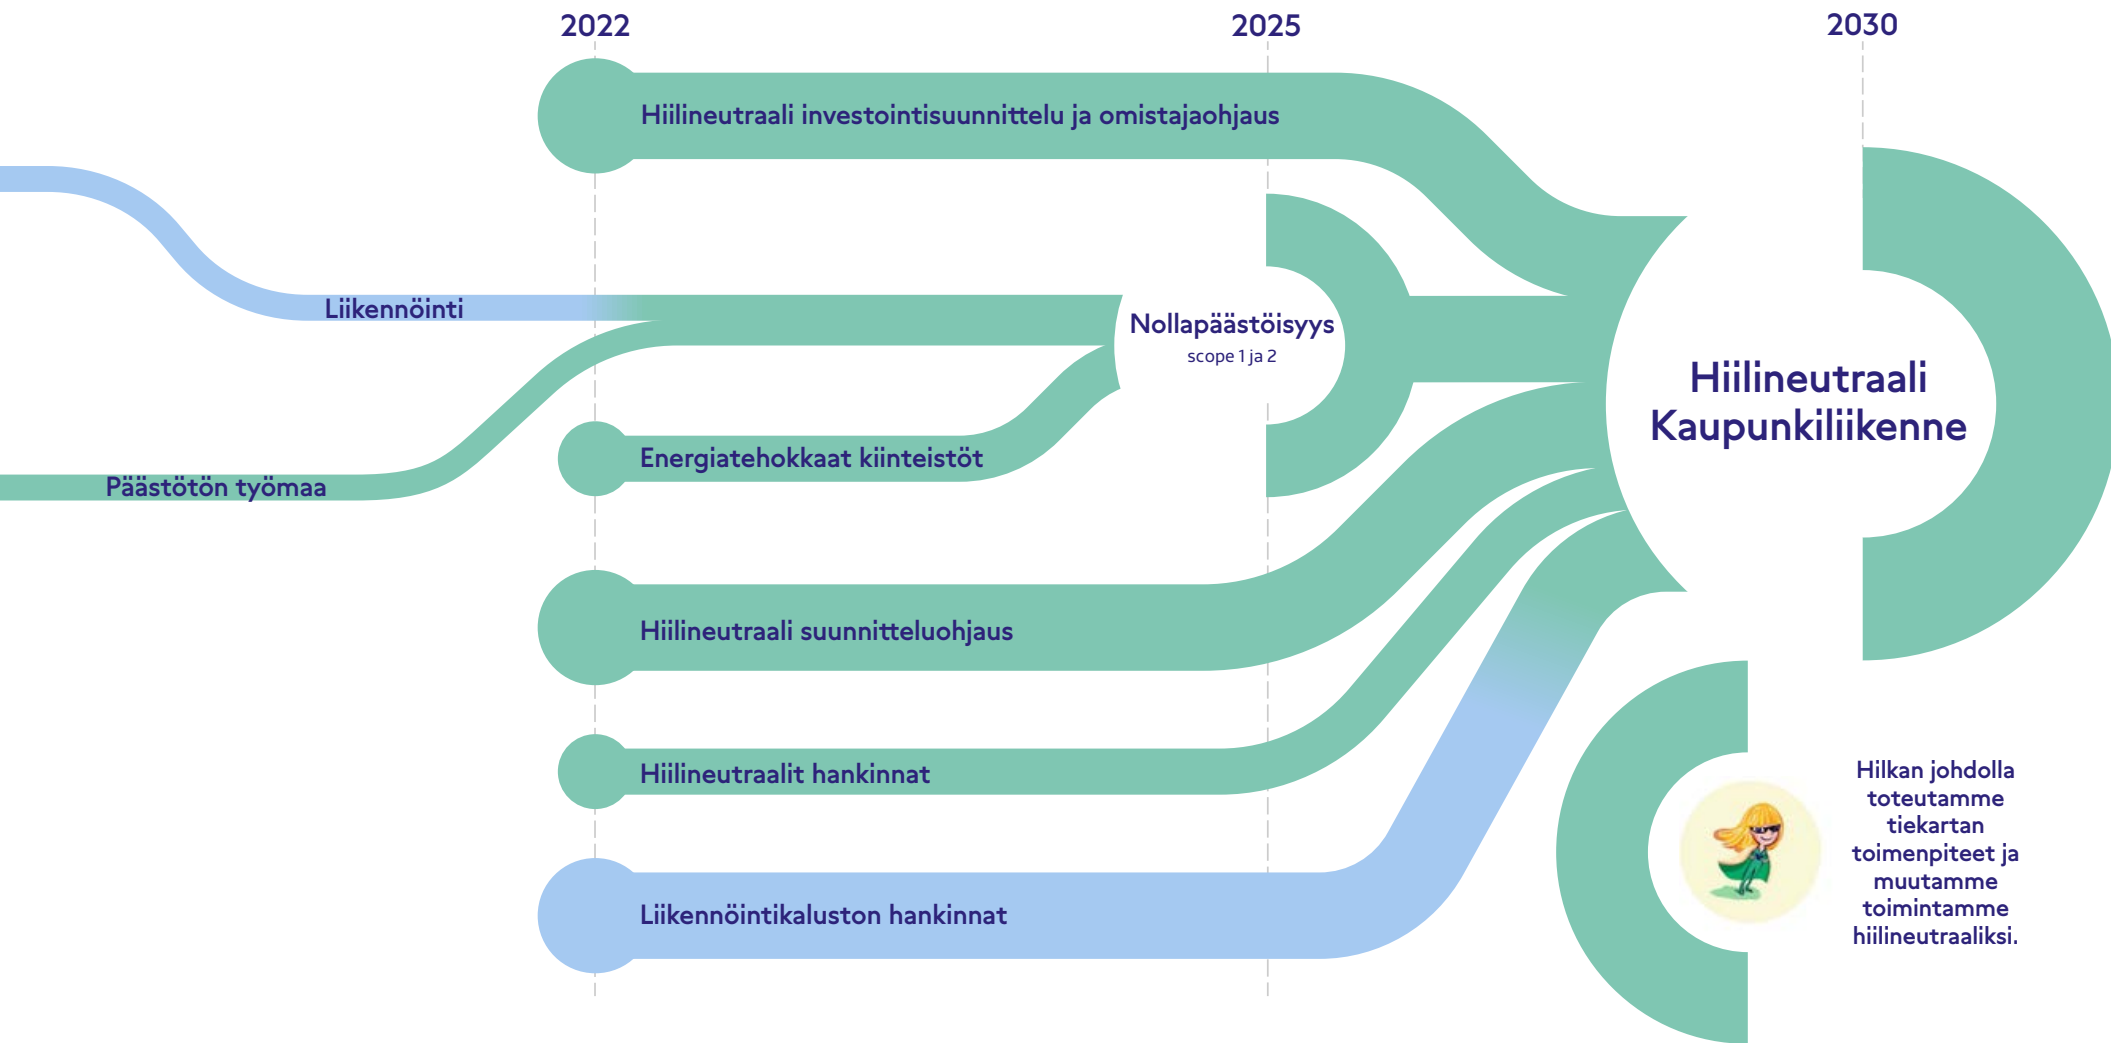 2022
2025
2030
Hiilineutraali investointisuunnittelu ja omistajaohjaus
Liikennöinti
Nollapäästöisyys
scope 1 ja 2
Hiilineutraali
Kaupunkiliikenne
Energiatehokkaat kiinteistöt
Päästötön työmaa
Hiilineutraali suunnitteluohjaus
Hiilineutraalit hankinnat
Liikennöintikaluston hankinnat
Hilkan johdolla
toteutamme
tiekartan
toimenpiteet ja
muutamme
toimintamme
hiilineutraaliksi.